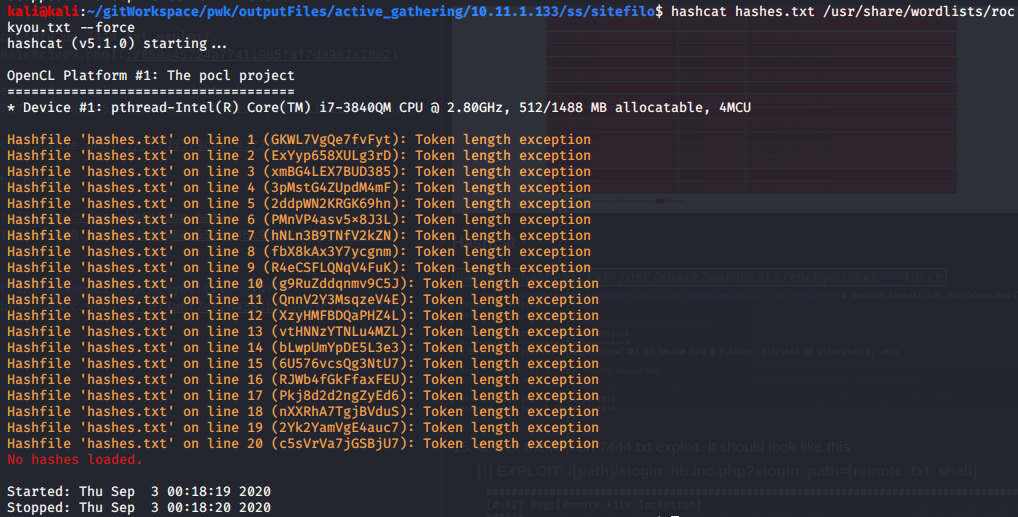 kali@kali:~/gitWorkspace/pwk/outputFiles/active_gathering/10.11.1.133/ss/sitefilo$ hashcat hashes.txt /usr/share/wordlists/roc
kyou.txt --force
hashcat (v5.1.0) starting...
OpenCL Platform #1: The pocl project
====================================
* Device #1: pthread-Intel(R) Core(TM) i7-3840QM CPU @ 2.80GHz, 512/1488 MB allocatable, 4MCU
Hashfile 'hashes.txt' on line 1 (GKWL7VgQe7fvFyt): Token length exception
Hashfile 'hashes.txt' on line 2 (ExYyp658XULg3rD): Token length exception
Hashfile 'hashes.txt' on line 3 (xmBG4LEX7BUD385): Token length exception
Hashfile 'hashes.txt' on line 4 (3pMstG4ZUpdM4mF): Token length exception
Hashfile 'hashes.txt' on line 5 (2ddpWN2KRGK69hn): Token length exception
Hashfile 'hashes.txt' on line 6 (PMnVP4asv5×8J3L): Token length exception
Hashfile 'hashes.txt' on line 7 (hNLn3B9TNfV2kZN): Token length exception
Hashfile 'hashes.txt' on line 8 (fbX8kAx3Y7ycgnm): Token length exception
Hashfile 'hashes.txt' on line 9 (R4eCSFLQNqV4FuK): Token length exception
Hashfile 'hashes.txt' on line 10 (g9RuZddqnmv9C5J): Token length exception
Hashfile 'hashes.txt' on line 11 (QnnV2Y3MsqzeV4E): Token length exception
Hashfile 'hashes.txt' on line 12 (XzyHMFBDQaPHZ4L): Token length exception
Hashfile 'hashes.txt' on line 13 (vtHNNzYTNLu4MZL): Token length exception
Hashfile 'hashes.txt' on line 14 (bLwpUmYpDE5L3e3): Token length exception
Hashfile 'hashes.txt' on line 15 (6U576vcsQg3NtU7): Token length exception
Hashfile 'hashes.txt' on line 16 (RJWb4fGkFfaxFEU): Token length exception
Hashfile 'hashes.txt' on line 17 (Pkj8d2d2ngZyEd6): Token length exception
Hashfile 'hashes.txt' on line 18 (nXXRhA7TgjBVduS): Token length exception
Hashfile 'hashes.txt' on line 19 (2Yk2YamVgE4auc7): Token length exception
Hashfile 'hashes.txt' on line 20 (c5sVrVa7jGSBjU7): Token length exception
No hashes loaded.
Started: Thu Sep  3 00:18:19 2020
Stopped: Thu Sep  3 00:18:20 2020